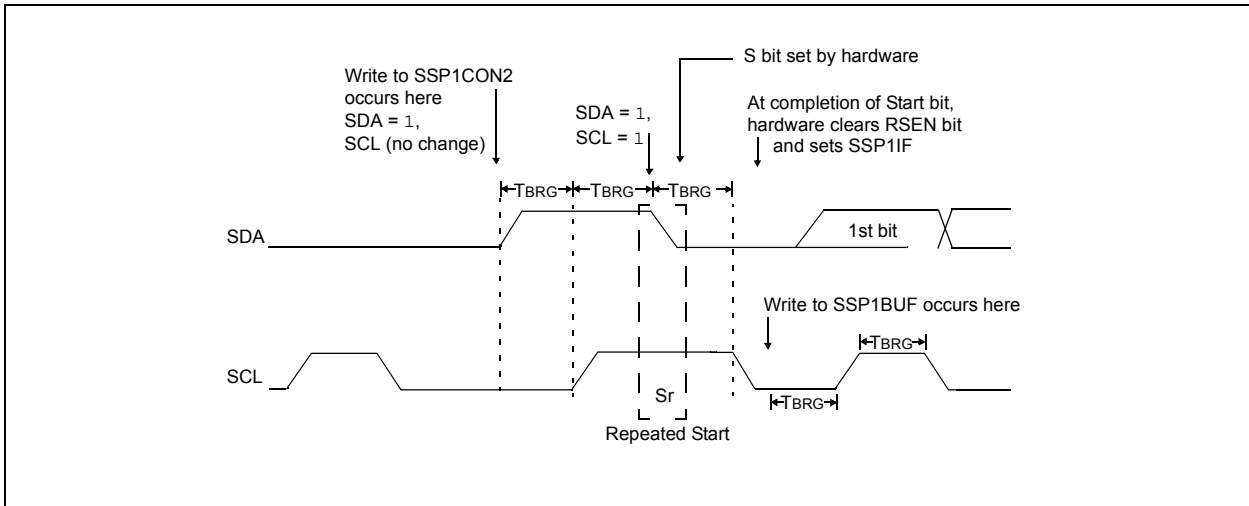 S bit set by hardware
Write to SSP1CON2
occurs here
SDA = 1,
SCL (no change)
SDA = 1,
SCL = 1
At completion of Start bit,
hardware clears RSEN bit
and sets SSP1IF
TBRG TBRG TBRG
SDA
1st bit
Write to SSP1BUF occurs here
TBRG
SCL
Sr
TBRG
Repeated Start